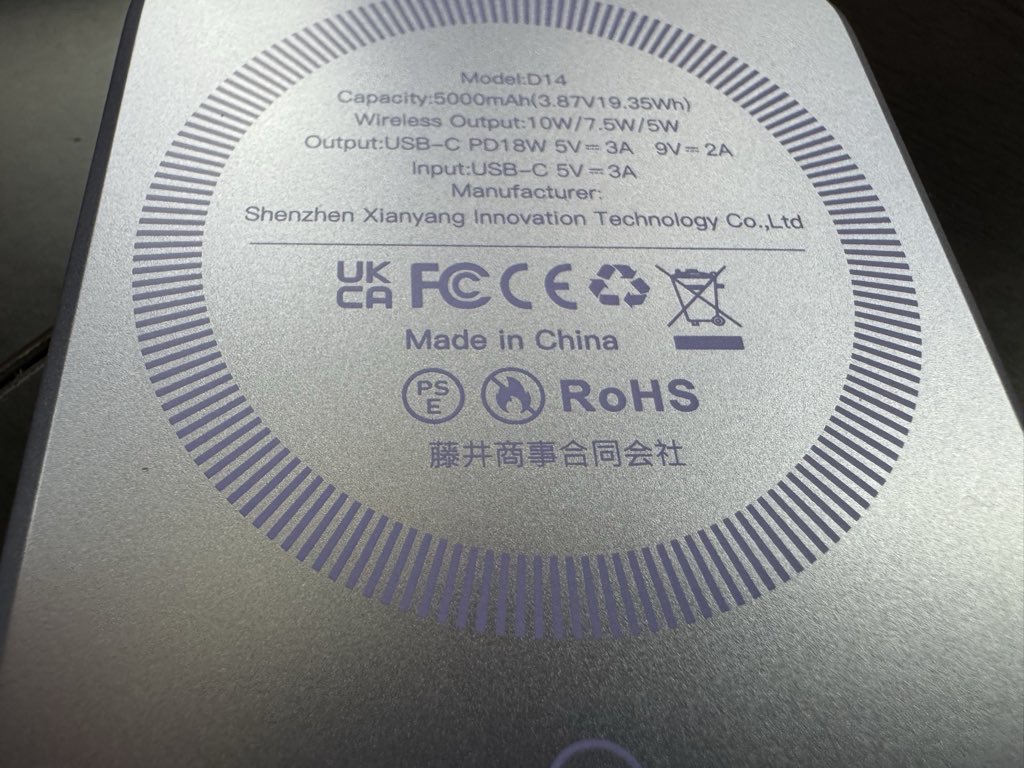 Model:D14
Capacity:5000mAh(3.87V19.35Wh)
Wireless Output:10W/7.5W/5W
Output:USB-C PD18W 5V⎓3A 9V⎓2A
Input:USB-C 5V⎓3A
Manufacturer:
Shenzhen Xianyang Innovation Technology Co.,Ltd
UK
CA FC CE
Made in China
PS
E RoHS
藤井商事合同会社